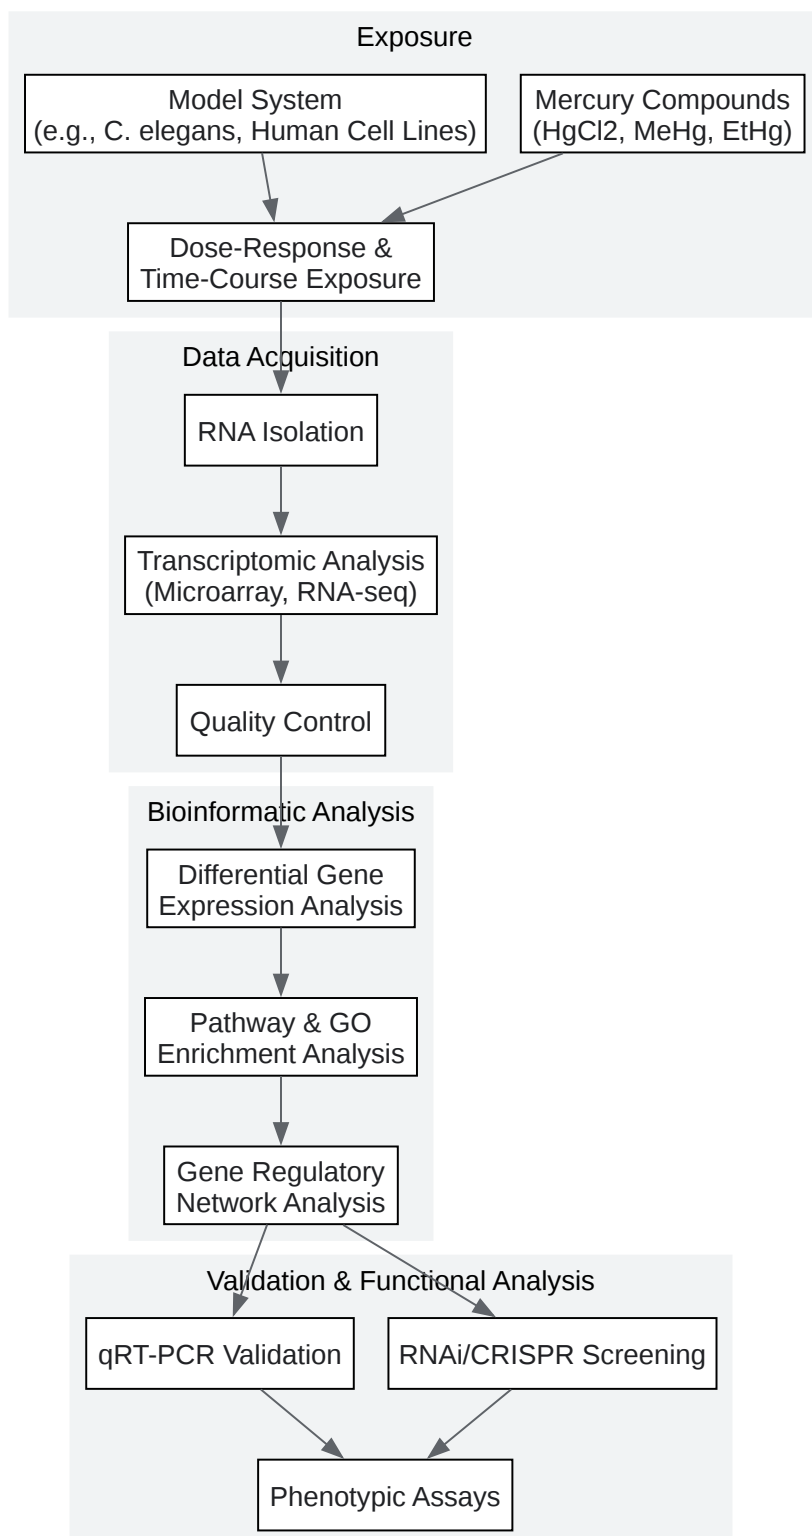 Exposure
Model System
(e.g., C. elegans, Human Cell Lines)
Mercury Compounds
(HgCl2, MeHg, EtHg)
Dose-Response &
Time-Course Exposure
Data Acquisition
RNA Isolation
Transcriptomic Analysis
(Microarray, RNA-seq)
Quality Control
Bioinformatic Analysis
Differential Gene
Expression Analysis
Pathway & GO
Enrichment Analysis
Gene Regulatory
Network Analysis
Validation & Functional Analysis
qRT-PCR Validation
RNAi/CRISPR Screening
Phenotypic Assays